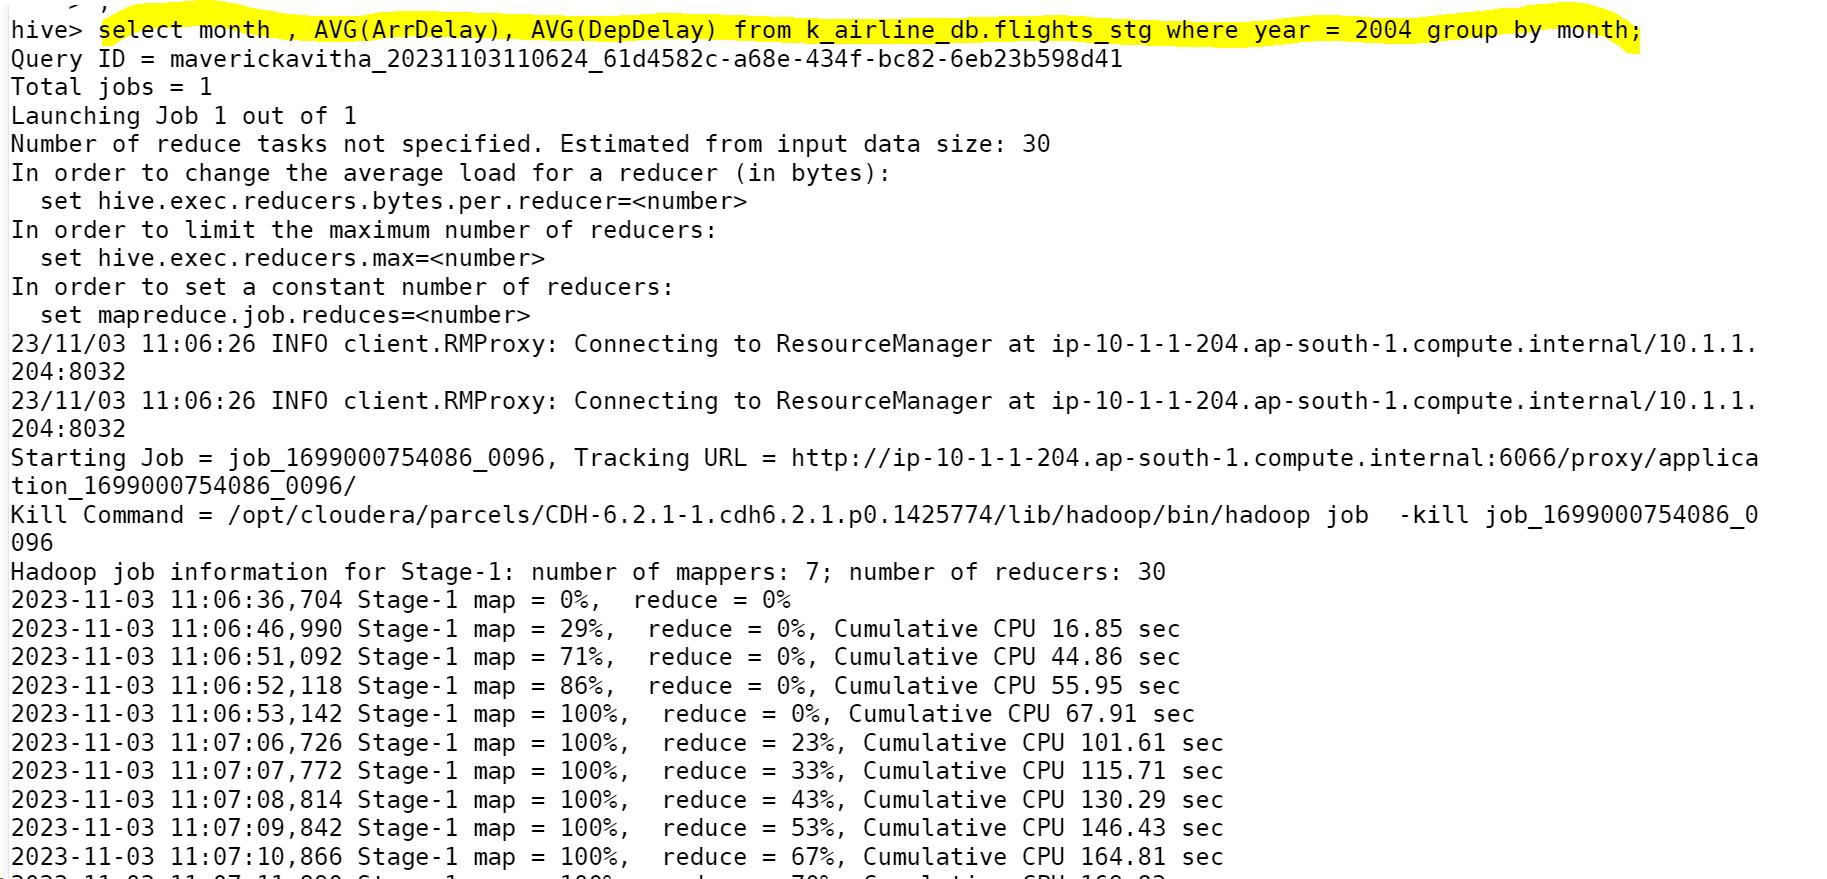 > ,
hive> select month , AVG(ArrDelay), AVG(DepDelay) from k_airline_db.flights_stg where year = 2004 group by month;
Query ID = maverickavitha_20231103110624_61d4582c-a68e-434f-bc82-6eb23b598d41
Total jobs = 1
Launching Job 1 out of 1
Number of reduce tasks not specified. Estimated from input data size: 30
In order to change the average load for a reducer (in bytes):
  set hive.exec.reducers.bytes.per.reducer=<number>
In order to limit the maximum number of reducers:
  set hive.exec.reducers.max=<number>
In order to set a constant number of reducers:
  set mapreduce.job.reduces=<number>
23/11/03 11:06:26 INFO client.RMProxy: Connecting to ResourceManager at ip-10-1-1-204.ap-south-1.compute.internal/10.1.1.
204:8032
23/11/03 11:06:26 INFO client.RMProxy: Connecting to ResourceManager at ip-10-1-1-204.ap-south-1.compute.internal/10.1.1.
204:8032
Starting Job = job_1699000754086_0096, Tracking URL = http://ip-10-1-1-204.ap-south-1.compute.internal:6066/proxy/applica
tion_1699000754086_0096/
Kill Command = /opt/cloudera/parcels/CDH-6.2.1-1.cdh6.2.1.p0.1425774/lib/hadoop/bin/hadoop job  -kill job_1699000754086_0
096
Hadoop job information for Stage-1: number of mappers: 7; number of reducers: 30
2023-11-03 11:06:36,704 Stage-1 map = 0%,  reduce = 0%
2023-11-03 11:06:46,990 Stage-1 map = 29%,  reduce = 0%, Cumulative CPU 16.85 sec
2023-11-03 11:06:51,092 Stage-1 map = 71%,  reduce = 0%, Cumulative CPU 44.86 sec
2023-11-03 11:06:52,118 Stage-1 map = 86%,  reduce = 0%, Cumulative CPU 55.95 sec
2023-11-03 11:06:53,142 Stage-1 map = 100%,  reduce = 0%, Cumulative CPU 67.91 sec
2023-11-03 11:07:06,726 Stage-1 map = 100%,  reduce = 23%, Cumulative CPU 101.61 sec
2023-11-03 11:07:07,772 Stage-1 map = 100%,  reduce = 33%, Cumulative CPU 115.71 sec
2023-11-03 11:07:08,814 Stage-1 map = 100%,  reduce = 43%, Cumulative CPU 130.29 sec
2023-11-03 11:07:09,842 Stage-1 map = 100%,  reduce = 53%, Cumulative CPU 146.43 sec
2023-11-03 11:07:10,866 Stage-1 map = 100%,  reduce = 67%, Cumulative CPU 164.81 sec